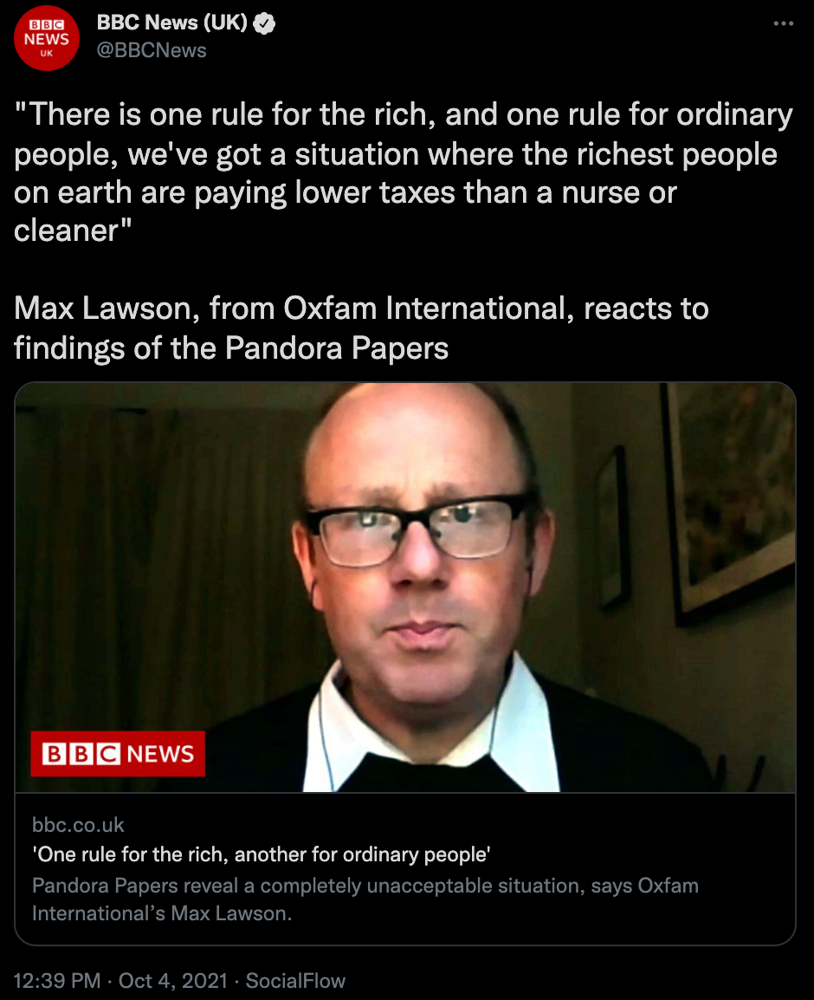 BBC
NEWS
UK
BBC News (UK)
@BBCNews
"There is one rule for the rich, and one rule for ordinary
people, we've got a situation where the richest people
on earth are paying lower taxes than a nurse or
cleaner"
Max Lawson, from Oxfam International, reacts to
findings of the Pandora Papers
BBC NEWS
bbc.co.uk
'One rule for the rich, another for ordinary people'
Pandora Papers reveal a completely unacceptable situation, says Oxfam
International’s Max Lawson.
12:39 PM · Oct 4, 2021 · SocialFlow